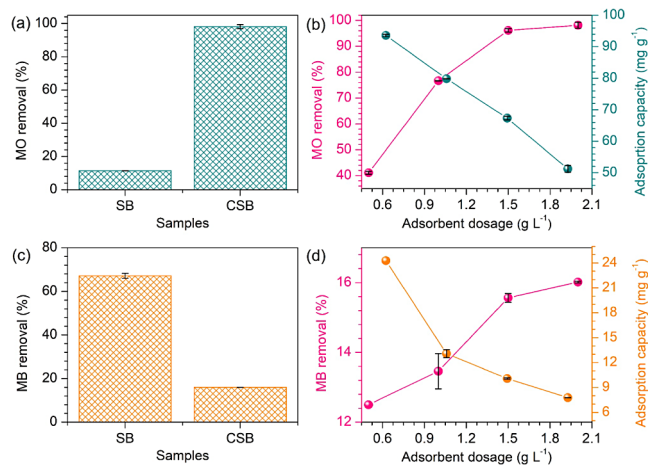 (a)
100
80
60
40
20
0
MO removal (%)
SB
CSB
Samples
(b)
100
90
80
70
60
50
40
MO removal (%)
100
90
80
70
60
50
Adsoprtion capacity (mg g⁻¹)
0.6
0.9
1.2
1.5
1.8
2.1
Adsorbent dosage (g L⁻¹)
(c)
80
60
40
20
0
MB removal (%)
SB
CSB
Samples
(d)
16
14
12
MB removal (%)
24
21
18
15
12
9
6
Adsorption capacity (mg g⁻¹)
0.6
0.9
1.2
1.5
1.8
2.1
Adsorbent dosage (g L⁻¹)